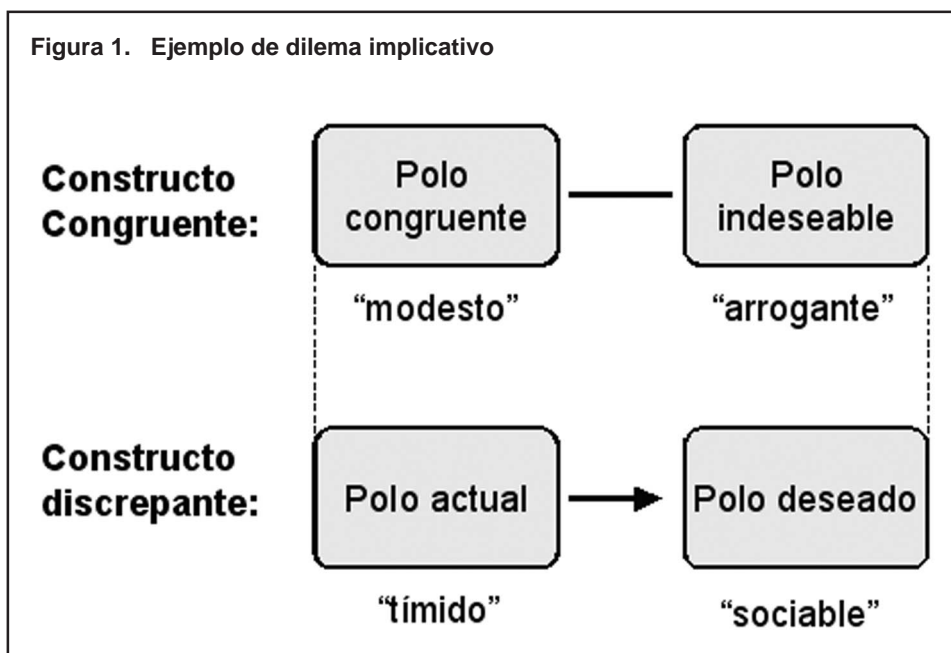 Figura 1. Ejemplo de dilema implicativo
Constructo
Congruente:
Polo
congruente
Polo
indeseable
“modesto”
“arrogante”
Constructo
discrepante:
Polo actual
Polo deseado
“tímido”
“sociable”